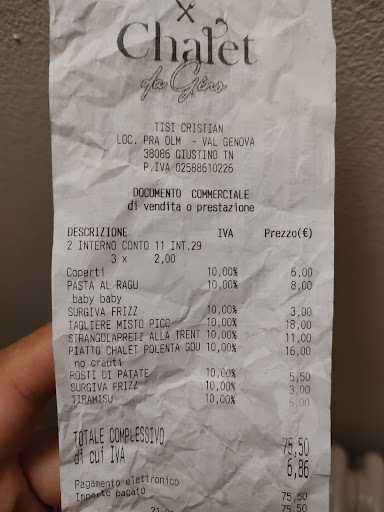 Chalet
da Gino
TISI CRISTIAN
LOC. PRA OLM - VAL GENOVA
38086 GIUSTINO TN
P.IVA 02588610226
DOCUMENTO COMMERCIALE
di vendita o prestazione
DESCRIZIONE IVA Prezzo(€)
2 INTERNO CONTO 11 INT.29
3 x 2,00
Coperti 10,00% 6,00
PASTA AL RAGU 10,00% 8,00
baby baby
SURGIVA FRIZZ 10,00% 3,00
TAGLIERE MISTO PICC 10,00% 18,00
STRANGOLAPRETI ALLA TRENT 10,00% 11,00
PIATTO CHALET POLENTA GOU 10,00% 16,00
no crauti
ROSTI DI PATATE 10,00% 5,50
SURGIVA FRIZZ 10,00% 3,00
TIRAMISU 10,00% 5,00
TOTALE COMPLESSIVO 75,50
di cui IVA 6,86
Pagamento elettronico 75,50
Importo pagato 75,50